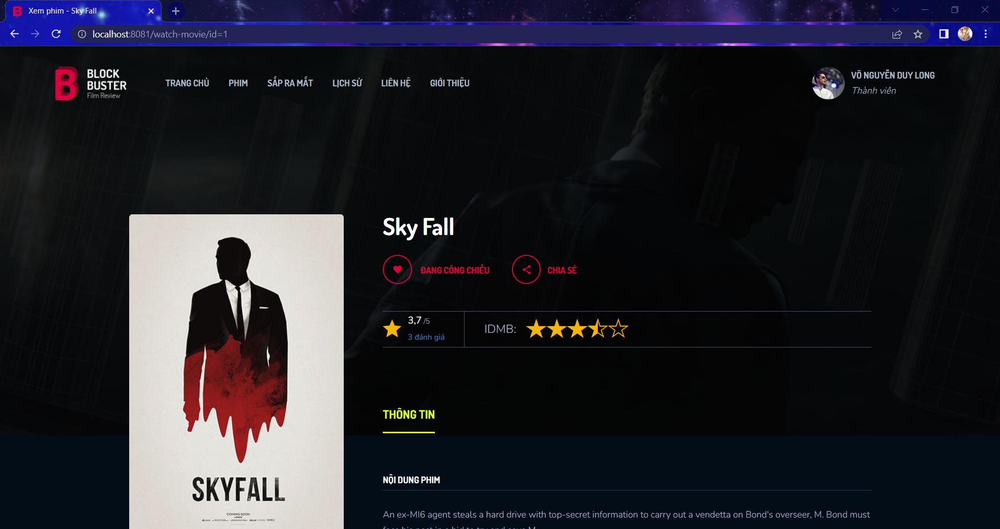 Xem phim - Sky Fall
localhost:8081/watch-movie/id=1
BLOCK
BUSTER
Film Review
TRANG CHỦ
PHIM
SẮP RA MẮT
LỊCH SỬ
LIÊN HỆ
GIỚI THIỆU
VÕ NGUYỄN DUY LONG
Thành viên
Sky Fall
ĐANG CÔNG CHIẾU
CHIA SẺ
3,7 /5
3 đánh giá
IDMB:
THÔNG TIN
NỘI DUNG PHIM
An ex-MI6 agent steals a hard drive with top-secret information to carry out a vendetta on Bond's overseer, M. Bond must
SKYFALL
COMING SOON